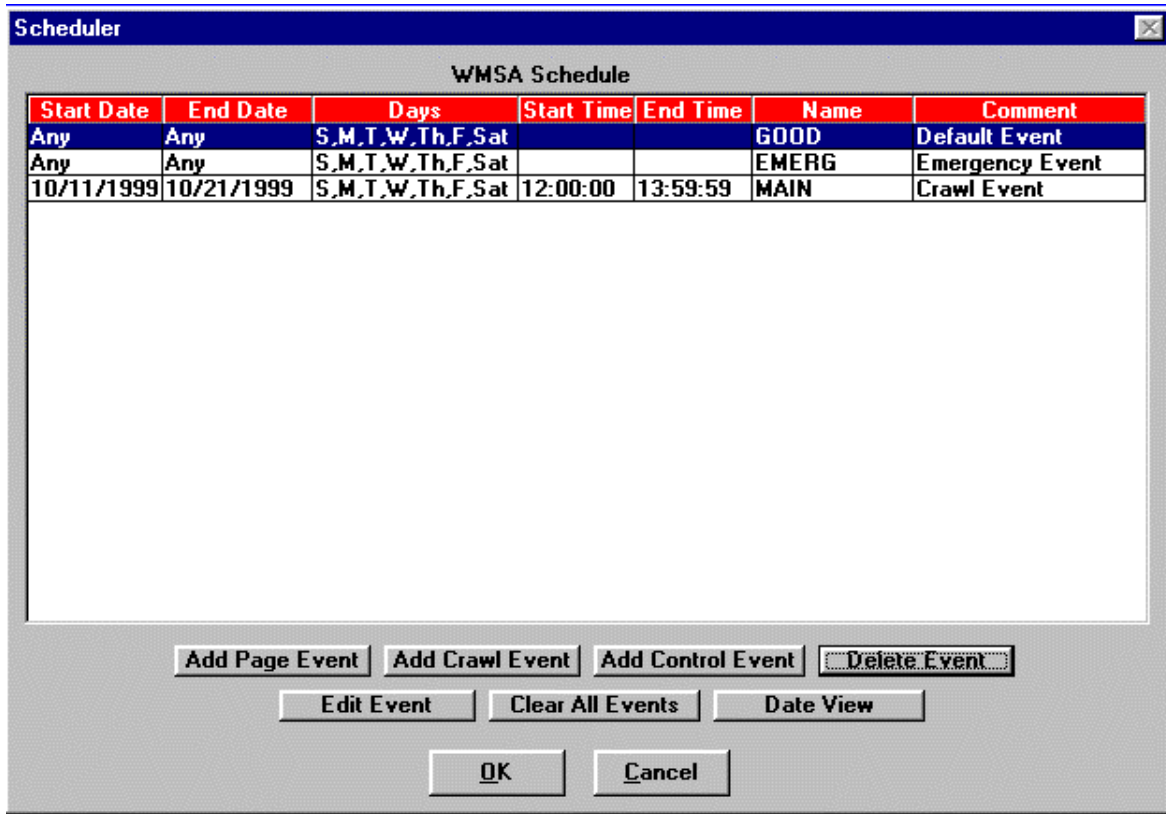 Scheduler
WMSA Schedule
Start Date End Date Days Start Time End Time Name Comment
Any Any S,M,T,W,Th,F,Sat GOOD Default Event
Any Any S,M,T,W,Th,F,Sat EMERG Emergency Event
10/11/1999 10/21/1999 S,M,T,W,Th,F,Sat 12:00:00 13:59:59 MAIN Crawl Event
Add Page Event Add Crawl Event Add Control Event Delete Event
Edit Event Clear All Events Date View
OK Cancel